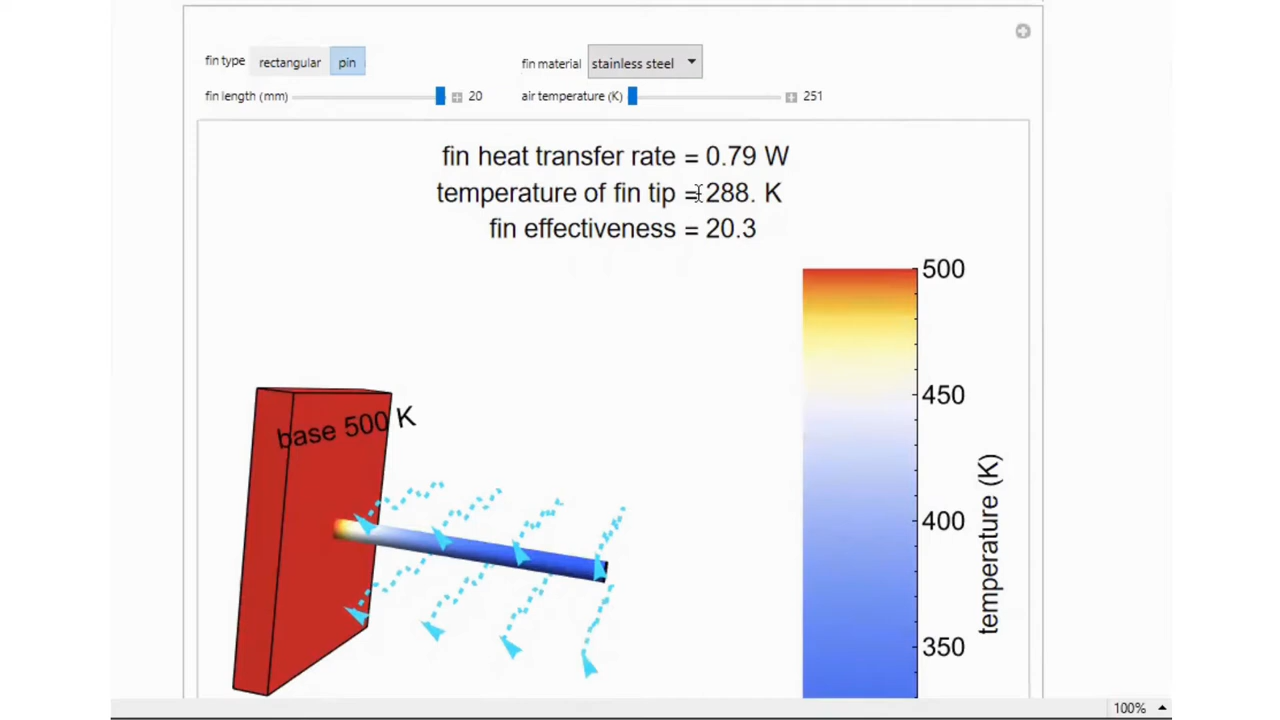 fin type rectangular pin fin material stainless steel
fin length (mm) 20 air temperature (K) 251
fin heat transfer rate = 0.79 W
temperature of fin tip = 288. K
fin effectiveness = 20.3
500
base 500 K
450
400
350
temperature (K)
100%